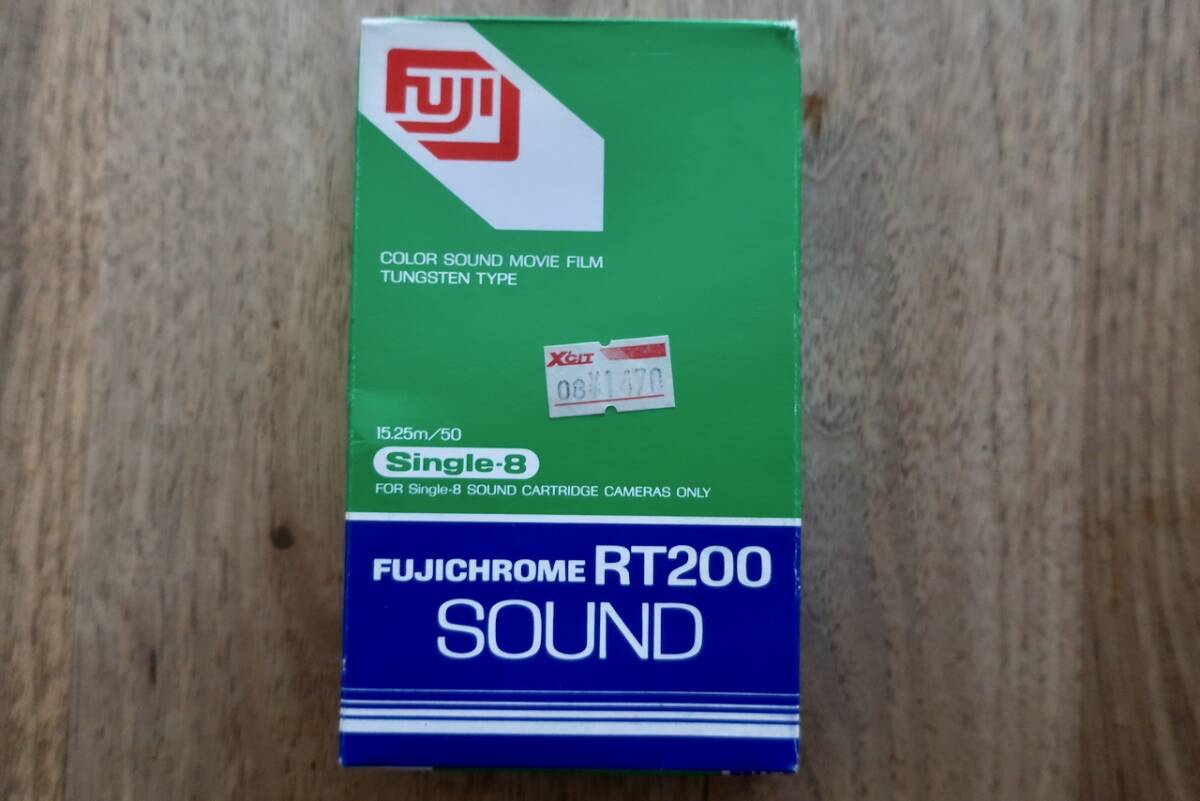 FUJI
COLOR SOUND MOVIE FILM
TUNGSTEN TYPE
XCIT
08 ¥1470
15.25m/50
Single-8
FOR Single-8 SOUND CARTRIDGE CAMERAS ONLY
FUJICHROME RT200
SOUND